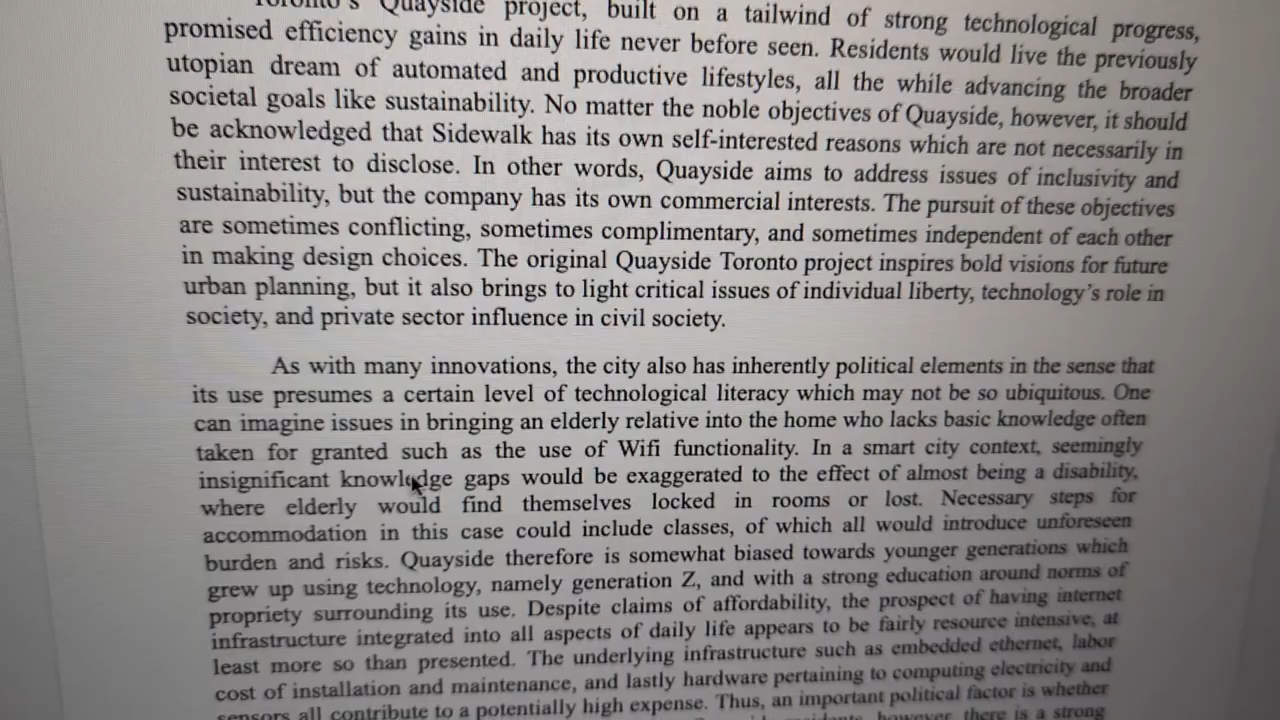 Toronto's Quayside project, built on a tailwind of strong technological progress,
promised efficiency gains in daily life never before seen. Residents would live the previously
utopian dream of automated and productive lifestyles, all the while advancing the broader
societal goals like sustainability. No matter the noble objectives of Quayside, however, it should
be acknowledged that Sidewalk has its own self-interested reasons which are not necessarily in
their interest to disclose. In other words, Quayside aims to address issues of inclusivity and
sustainability, but the company has its own commercial interests. The pursuit of these objectives
are sometimes conflicting, sometimes complimentary, and sometimes independent of each other
in making design choices. The original Quayside Toronto project inspires bold visions for future
urban planning, but it also brings to light critical issues of individual liberty, technology's role in
society, and private sector influence in civil society.
As with many innovations, the city also has inherently political elements in the sense that
its use presumes a certain level of technological literacy which may not be so ubiquitous. One
can imagine issues in bringing an elderly relative into the home who lacks basic knowledge often
taken for granted such as the use of Wifi functionality. In a smart city context, seemingly
insignificant knowledge gaps would be exaggerated to the effect of almost being a disability,
where elderly would find themselves locked in rooms or lost. Necessary steps for
accommodation in this case could include classes, of which all would introduce unforeseen
burden and risks. Quayside therefore is somewhat biased towards younger generations which
grew up using technology, namely generation Z, and with a strong education around norms of
propriety surrounding its use. Despite claims of affordability, the prospect of having internet
infrastructure integrated into all aspects of daily life appears to be fairly resource intensive, at
least more so than presented. The underlying infrastructure such as embedded ethernet, labor
cost of installation and maintenance, and lastly hardware pertaining to computing electricity and
sensors all contribute to a potentially high expense. Thus, an important political factor is whether
however there is a strong